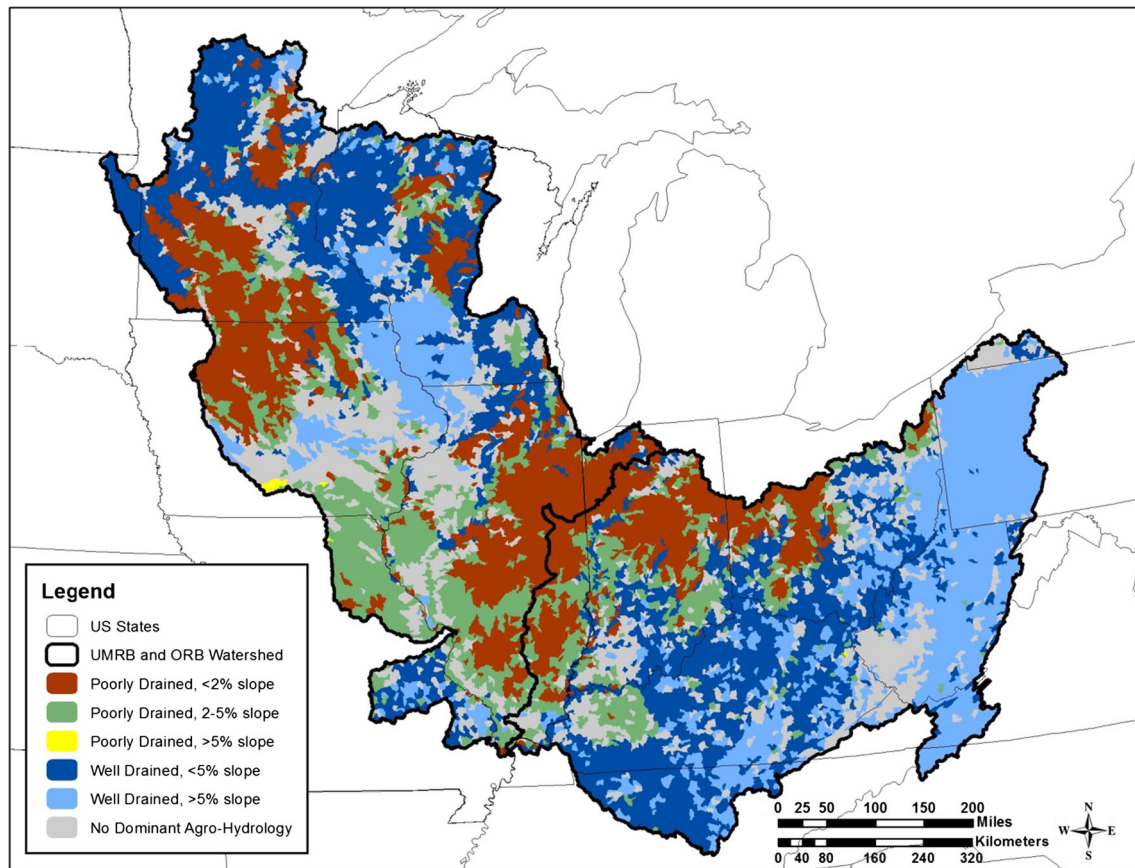 Legend
US States
UMRB and ORB Watershed
Poorly Drained, <2% slope
Poorly Drained, 2-5% slope
Poorly Drained, >5% slope
Well Drained, <5% slope
Well Drained, >5% slope
No Dominant Agro-Hydrology
0 25 50 100 150 200
Miles
Kilometers
0 40 80 160 240 320
N
W E
S